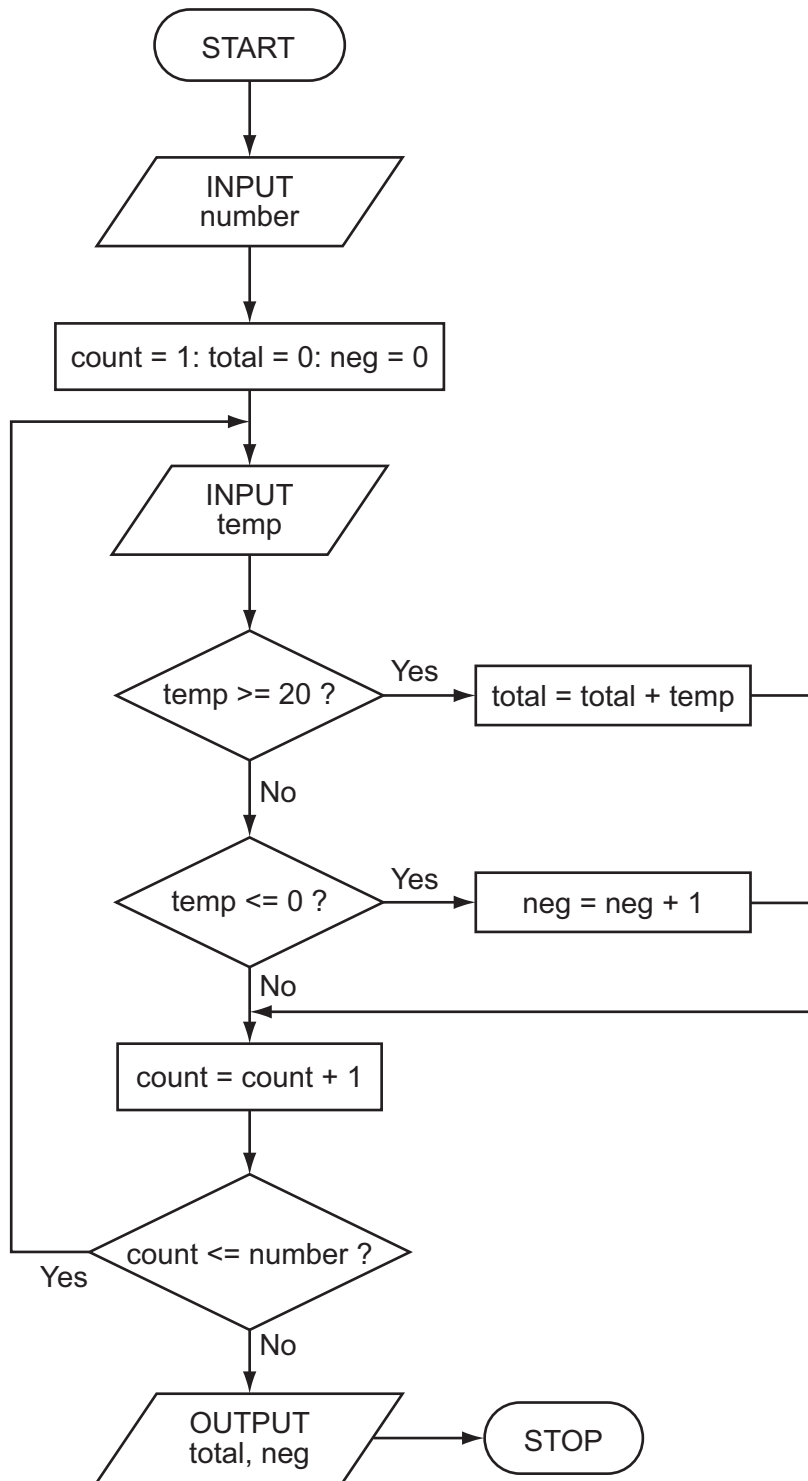 START
INPUT
number
count = 1: total = 0: neg = 0
INPUT
temp
temp >= 20 ?
Yes
total = total + temp
No
temp <= 0 ?
Yes
neg = neg + 1
No
count = count + 1
count <= number ?
Yes
No
OUTPUT
total, neg
STOP